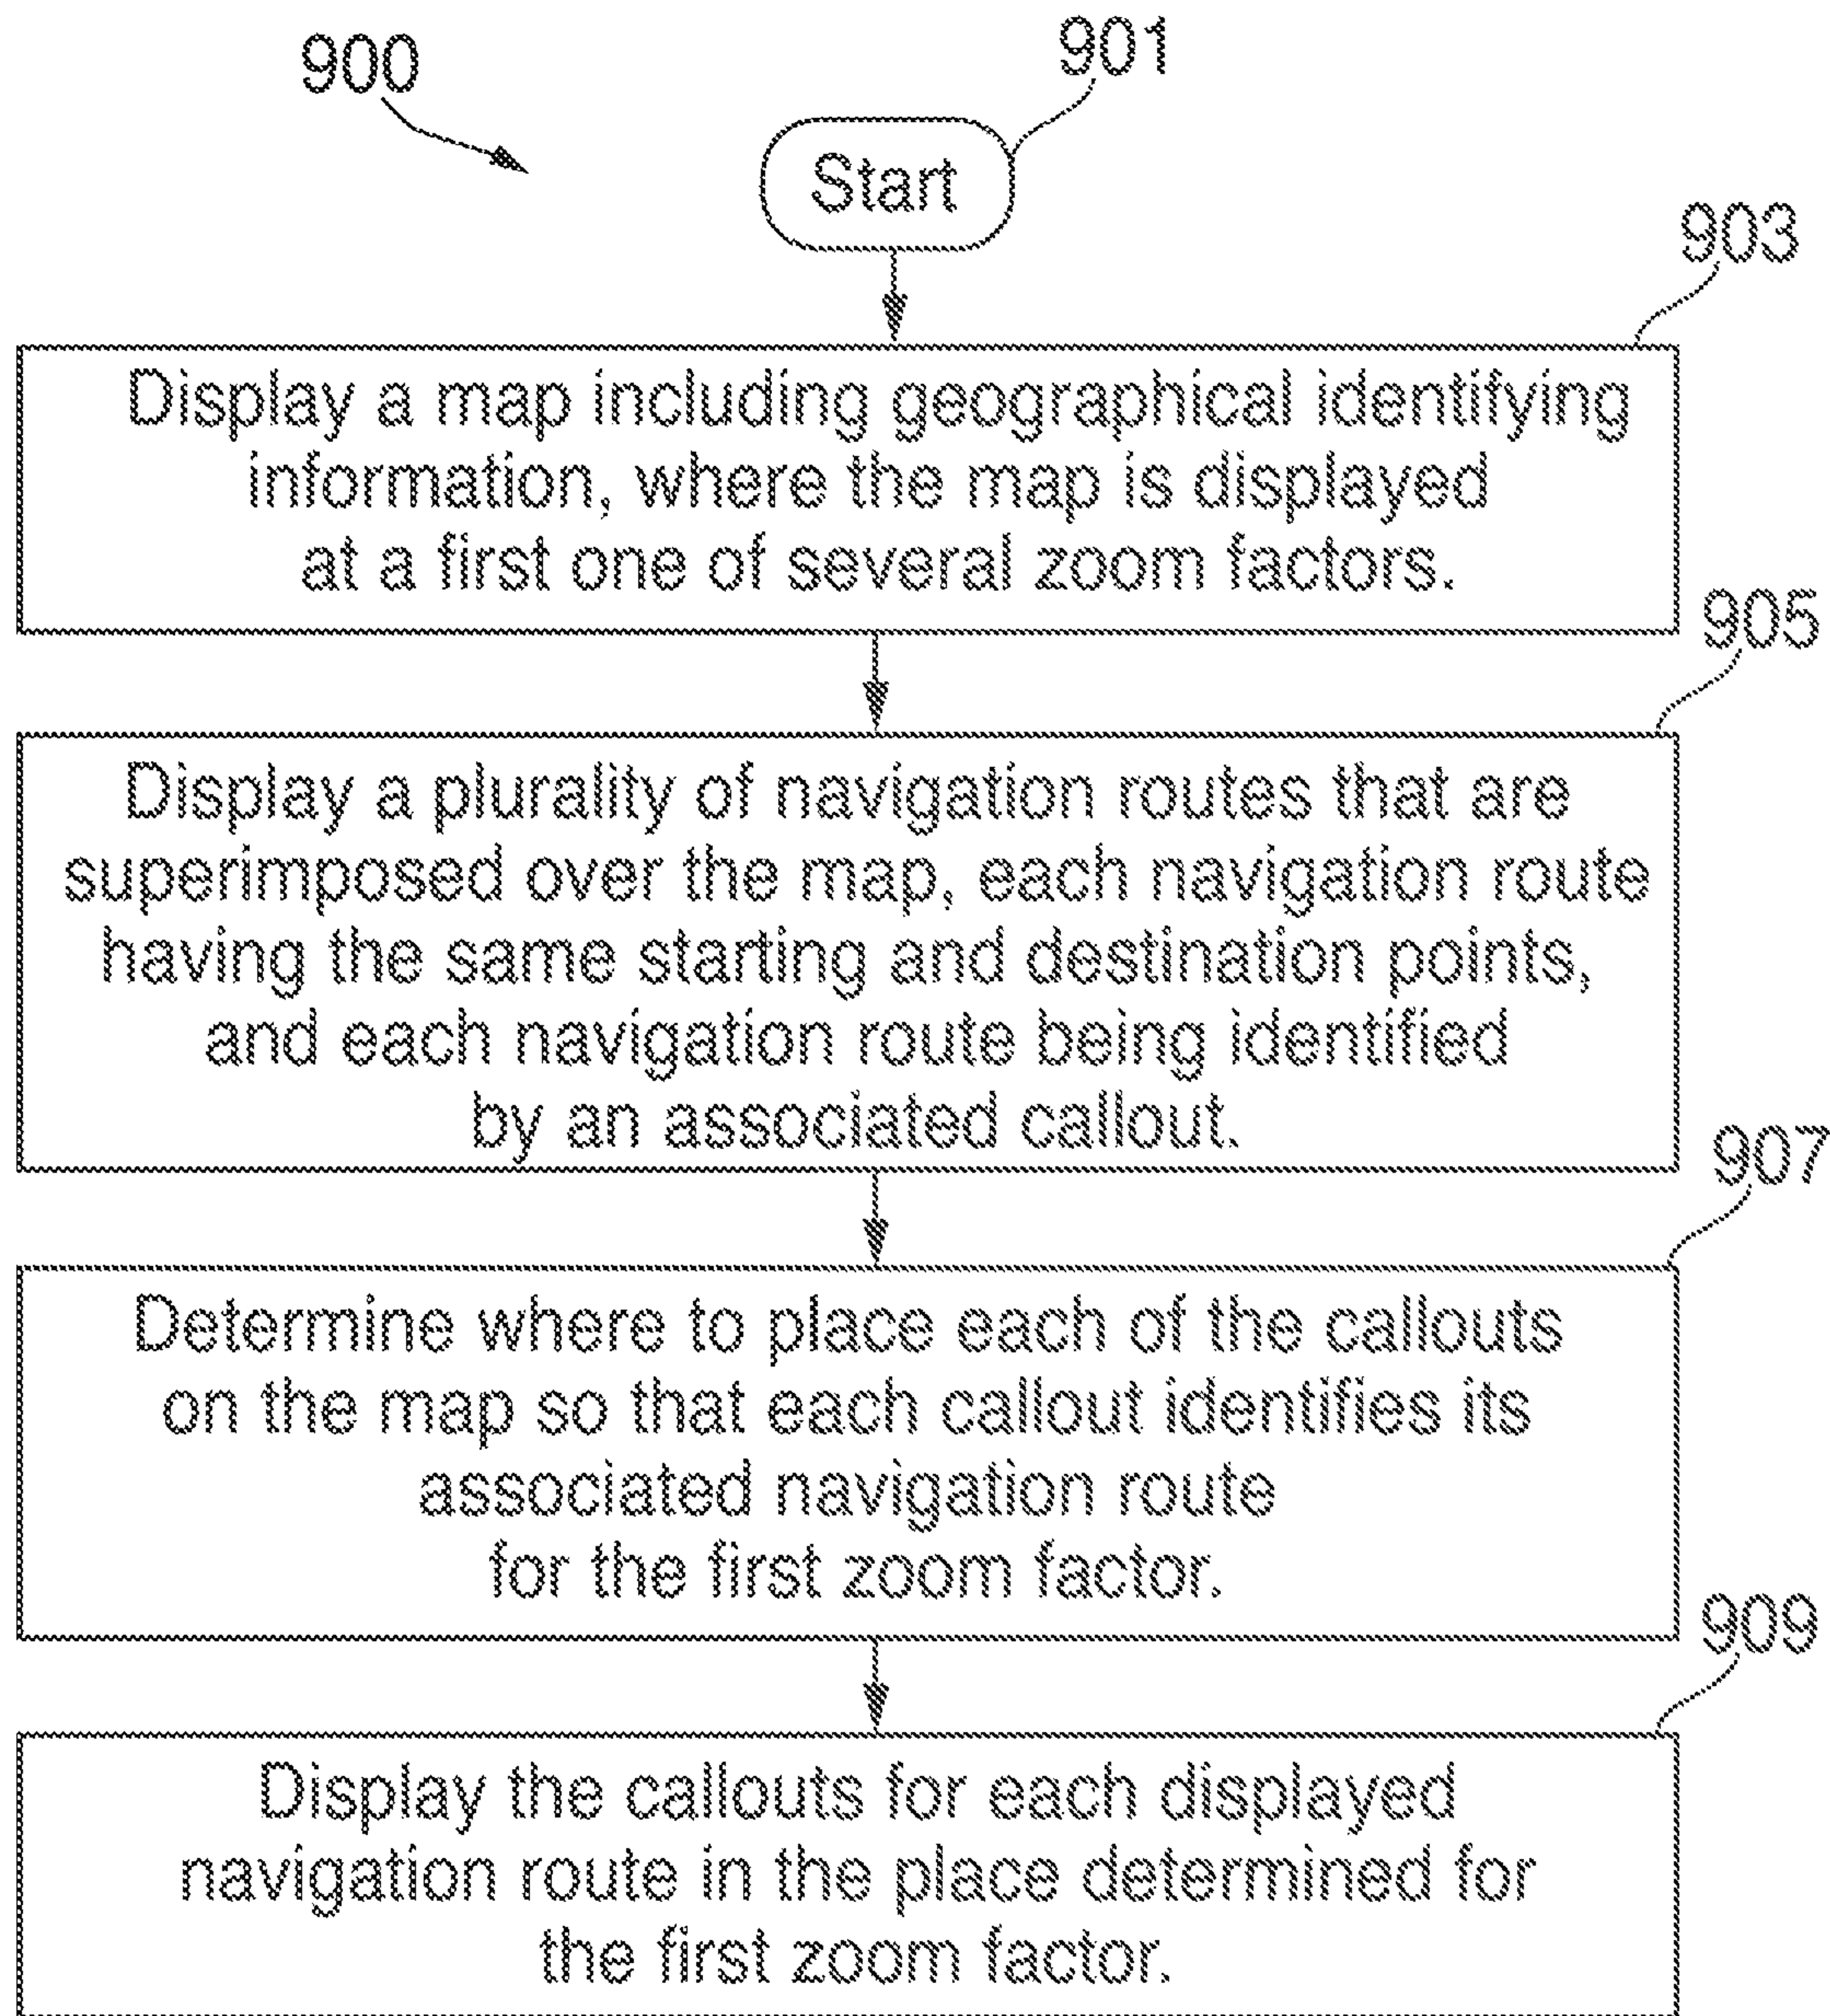 900
901
Start
903
Display a map including geographical identifying
information, where the map is displayed
at a first one of several zoom factors.
905
Display a plurality of navigation routes that are
superimposed over the map, each navigation route
having the same starting and destination points,
and each navigation route being identified
by an associated callout.
907
Determine where to place each of the callouts
on the map so that each callout identifies its
associated navigation route
for the first zoom factor.
909
Display the callouts for each displayed
navigation route in the place determined for
the first zoom factor.